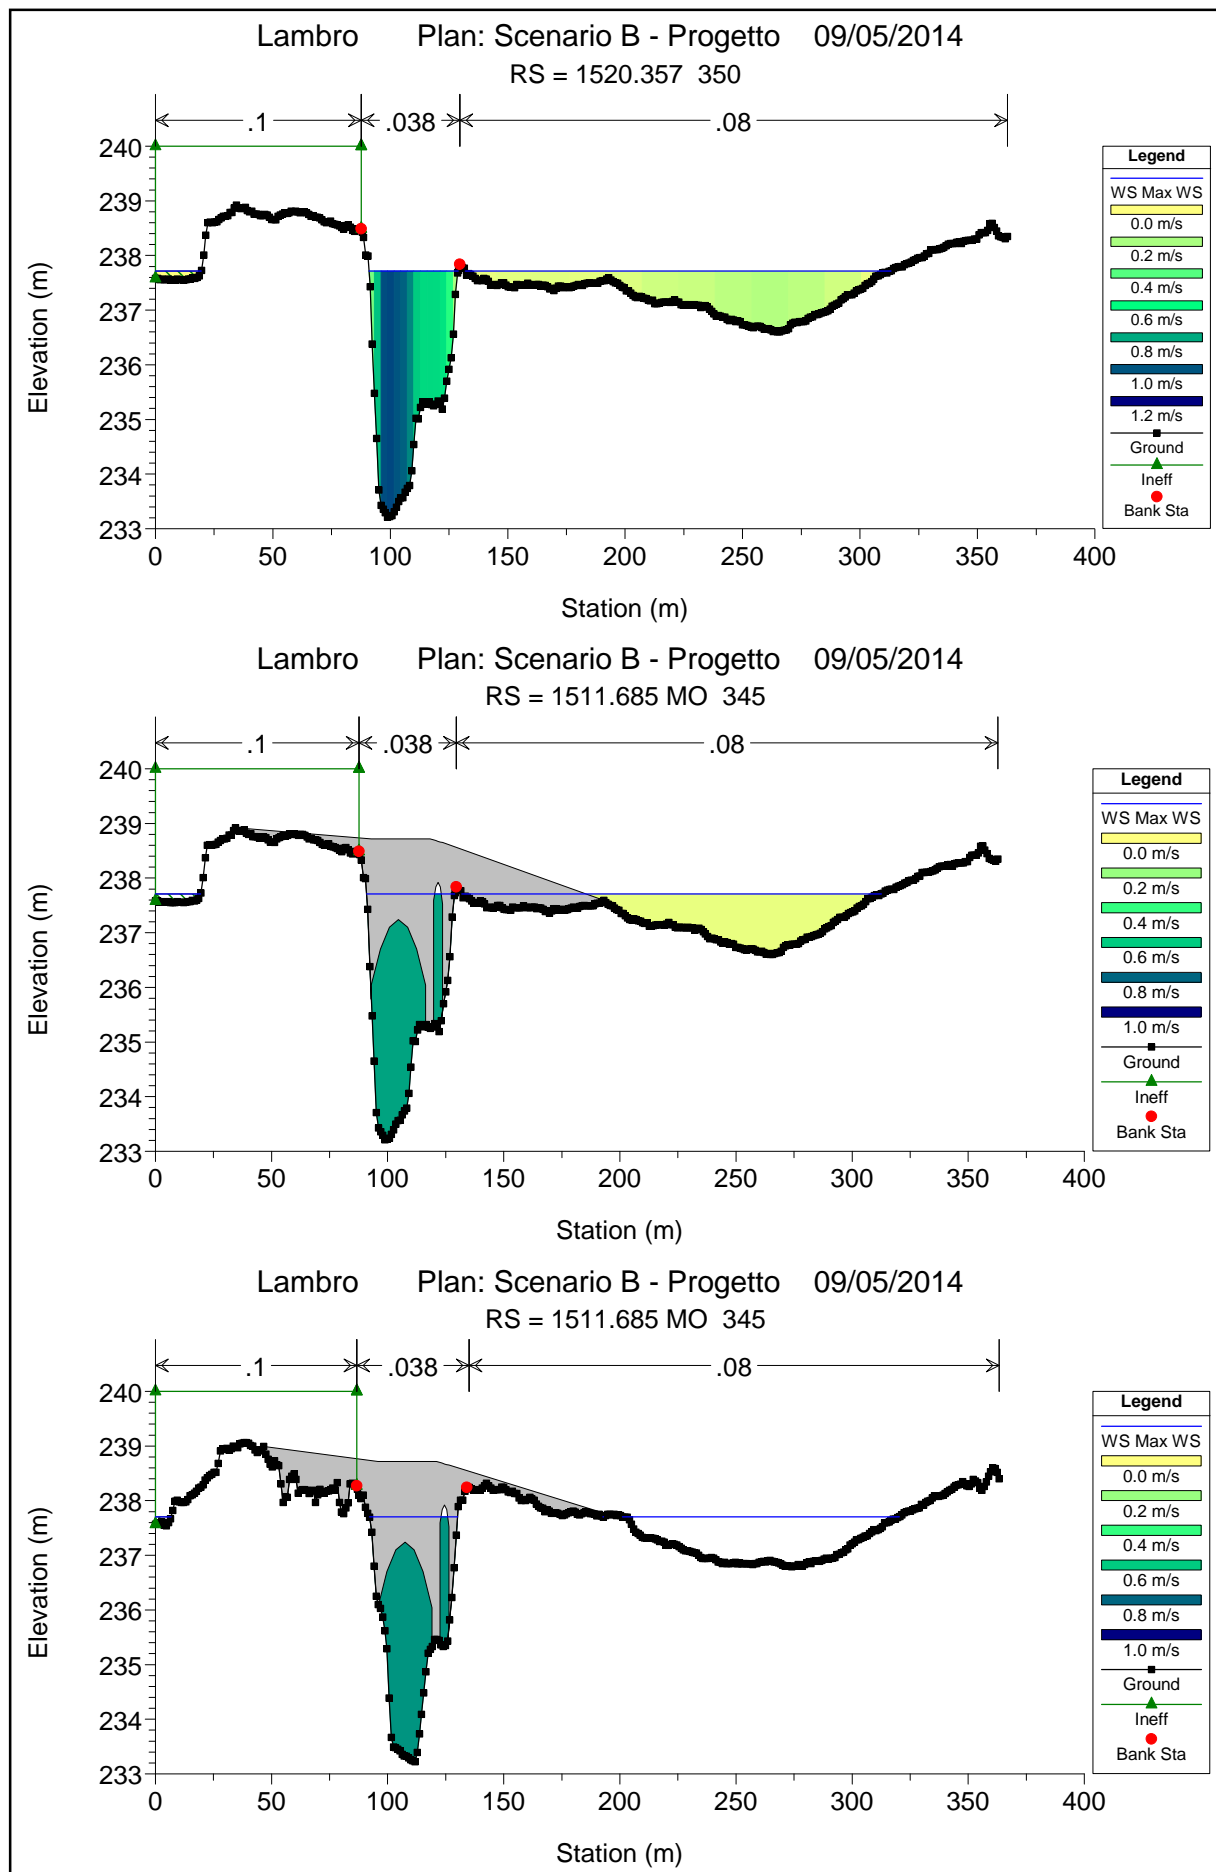 Lambro Plan: Scenario B - Progetto 09/05/2014
RS = 1520.357 350
.1 .038 .08
240
239
238
237
236
235
234
233
Elevation (m)
0 50 100 150 200 250 300 350 400
Station (m)
Legend
WS Max WS
0.0 m/s
0.2 m/s
0.4 m/s
0.6 m/s
0.8 m/s
1.0 m/s
1.2 m/s
Ground
Ineff
Bank Sta
Lambro Plan: Scenario B - Progetto 09/05/2014
RS = 1511.685 MO 345
.1 .038 .08
240
239
238
237
236
235
234
233
Elevation (m)
0 50 100 150 200 250 300 350 400
Station (m)
Legend
WS Max WS
0.0 m/s
0.2 m/s
0.4 m/s
0.6 m/s
0.8 m/s
1.0 m/s
Ground
Ineff
Bank Sta
Lambro Plan: Scenario B - Progetto 09/05/2014
RS = 1511.685 MO 345
.1 .038 .08
240
239
238
237
236
235
234
233
Elevation (m)
0 50 100 150 200 250 300 350 400
Station (m)
Legend
WS Max WS
0.0 m/s
0.2 m/s
0.4 m/s
0.6 m/s
0.8 m/s
1.0 m/s
Ground
Ineff
Bank Sta